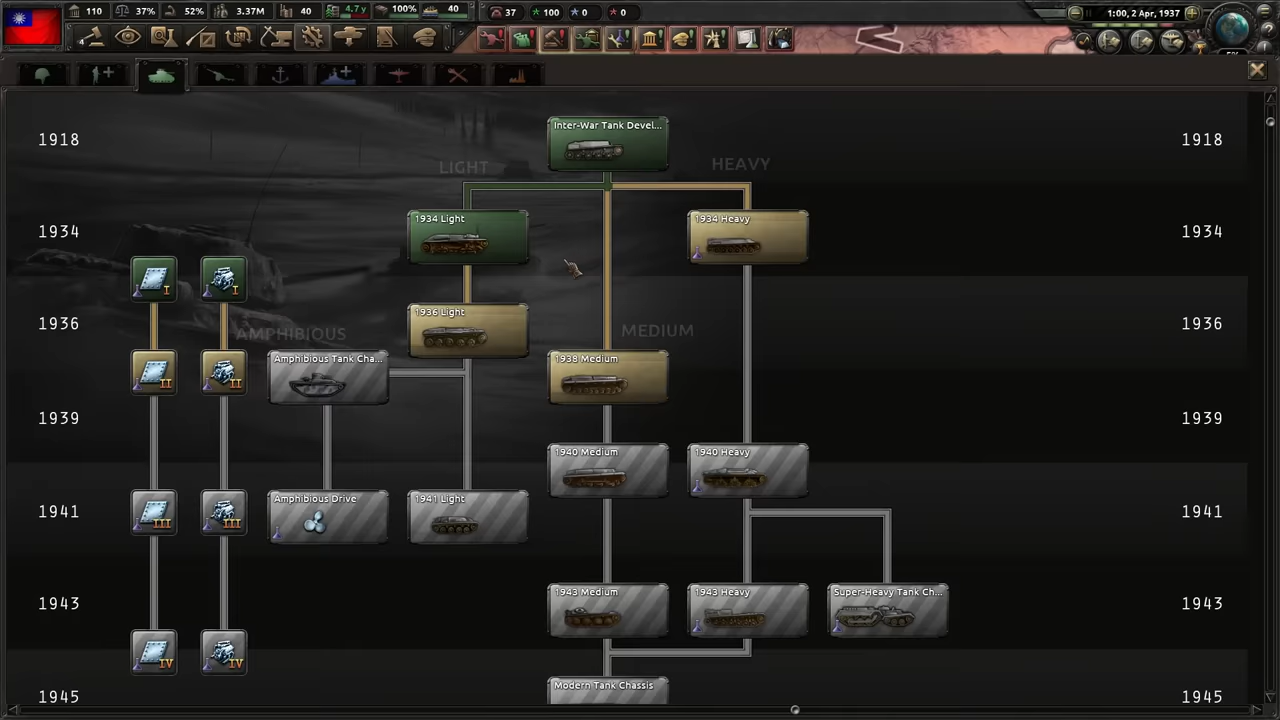 110 37% 52% 3.37M 40 4.7y 100% 40 37 100 0 0 1:00, 2 Apr, 1937
Inter-War Tank Devel...
1918 1918
LIGHT HEAVY
1934 Light 1934 Heavy
1934 1934
I I
1936 Light
1936 AMPHIBIOUS MEDIUM 1936
Amphibious Tank Cha... 1938 Medium
II II
1939 1939
1940 Medium 1940 Heavy
Amphibious Drive 1941 Light
1941 1941
III III
1943 Medium 1943 Heavy Super-Heavy Tank Ch...
1943 1943
IV IV
Modern Tank Chassis
1945 1945